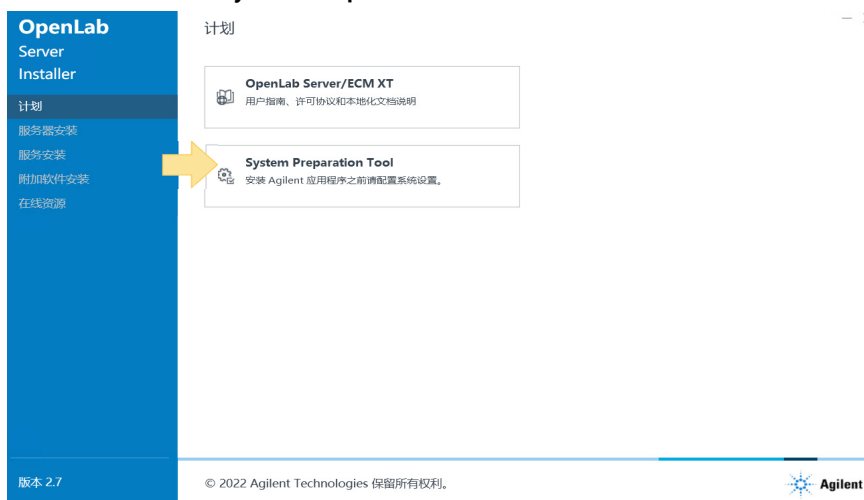 OpenLab
Server
Installer
计划
服务器安装
服务安装
附加软件安装
在线资源
版本 2.7
计划
OpenLab Server/ECM XT
用户指南、许可协议和本地化文档说明
System Preparation Tool
安装 Agilent 应用程序之前请配置系统设置。
© 2022 Agilent Technologies 保留所有权利。
Agilent